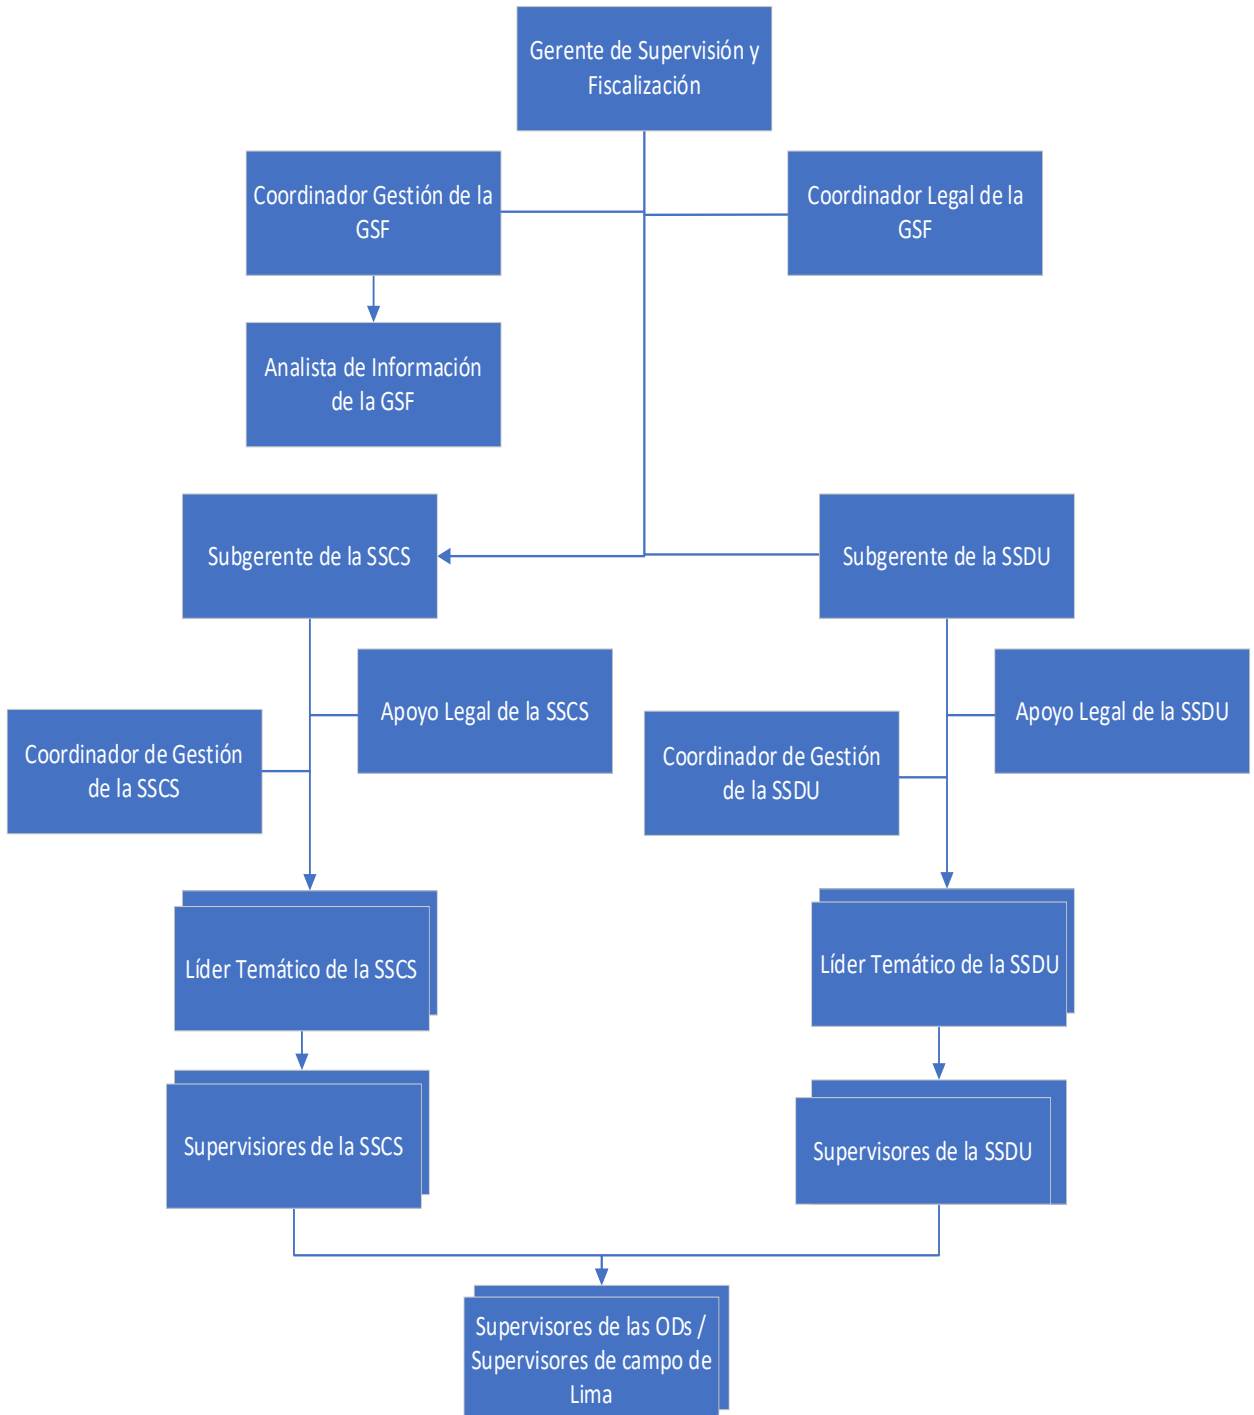 Gerente de Supervisión y
Fiscalización
Coordinador Gestión de la
GSF
Coordinador Legal de la
GSF
Analista de Información
de la GSF
Subgerente de la SSCS
Subgerente de la SSDU
Apoyo Legal de la SSCS
Apoyo Legal de la SSDU
Coordinador de Gestión
de la SSCS
Coordinador de Gestión
de la SSDU
Líder Temático de la SSCS
Líder Temático de la SSDU
Supervisiores de la SSCS
Supervisores de la SSDU
Supervisores de las ODs /
Supervisores de campo de
Lima